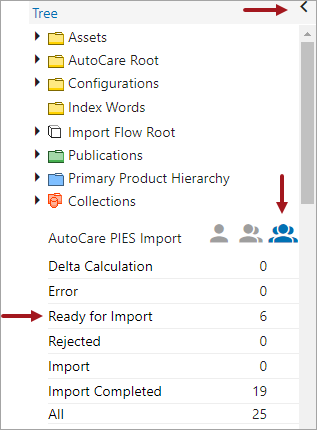 Tree
Assets
AutoCare Root
Configurations
Index Words
Import Flow Root
Publications
Primary Product Hierarchy
Collections
AutoCare PIES Import
Delta Calculation 0
Error 0
Ready for Import 6
Rejected 0
Import 0
Import Completed 19
All 25